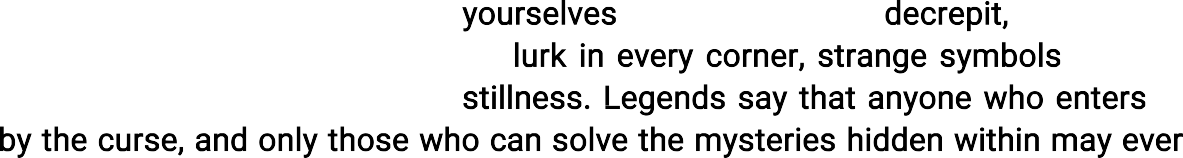 yourselves decrepit,
lurk in every corner, strange symbols
stillness. Legends say that anyone who enters
by the curse, and only those who can solve the mysteries hidden within may ever